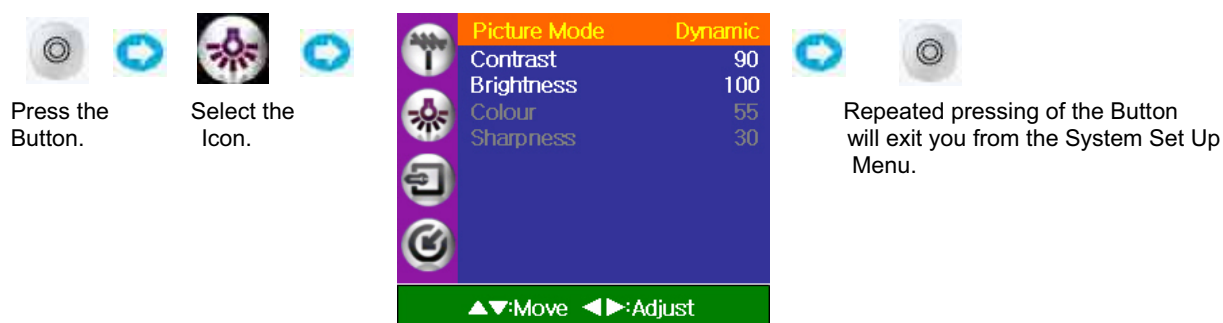 Press the
Button.
Select the
Icon.
Picture Mode Dynamic
Contrast 90
Brightness 100
Colour 55
Sharpness 30
▲▼:Move ◀▶:Adjust
Repeated pressing of the Button
will exit you from the System Set Up
Menu.